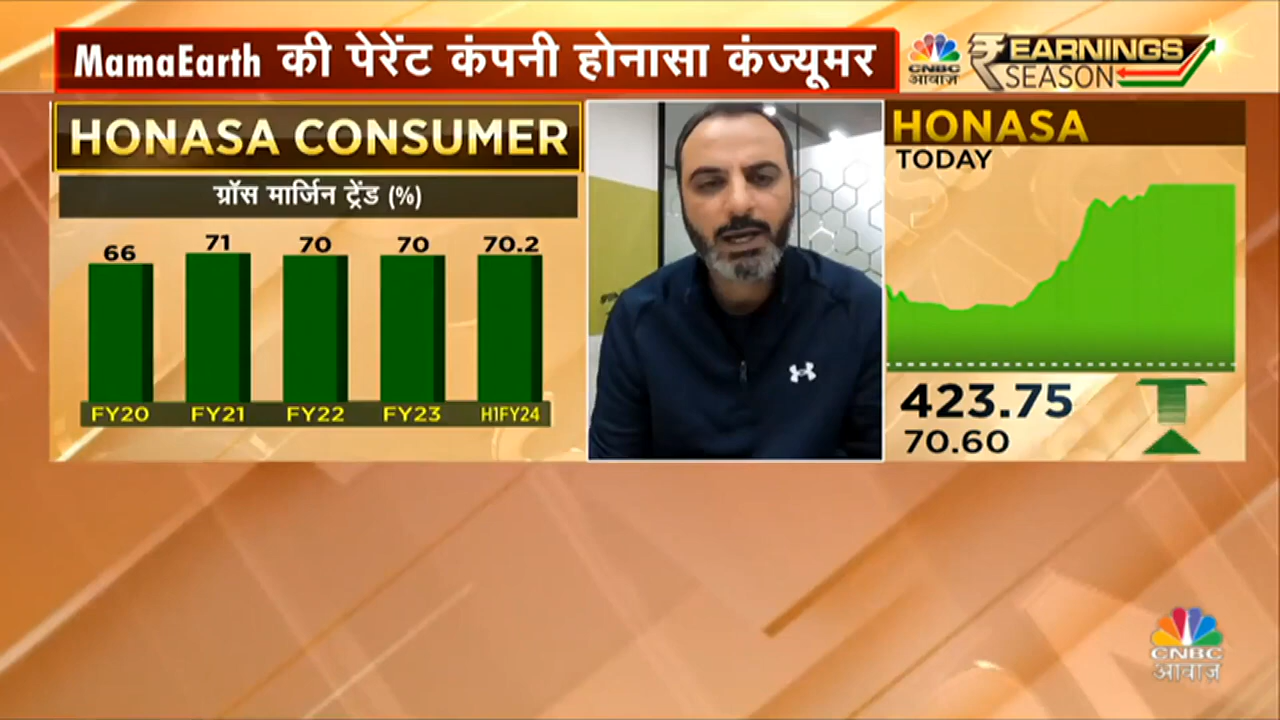 MamaEarth की पेरेंट कंपनी होनासा कंज्यूमर
CNBC
आवाज़
₹ EARNINGS
SEASON
HONASA CONSUMER
ग्रॉस मार्जिन ट्रेंड (%)
66
71
70
70
70.2
FY20
FY21
FY22
FY23
H1FY24
HONASA
TODAY
423.75
70.60
CNBC
आवाज़